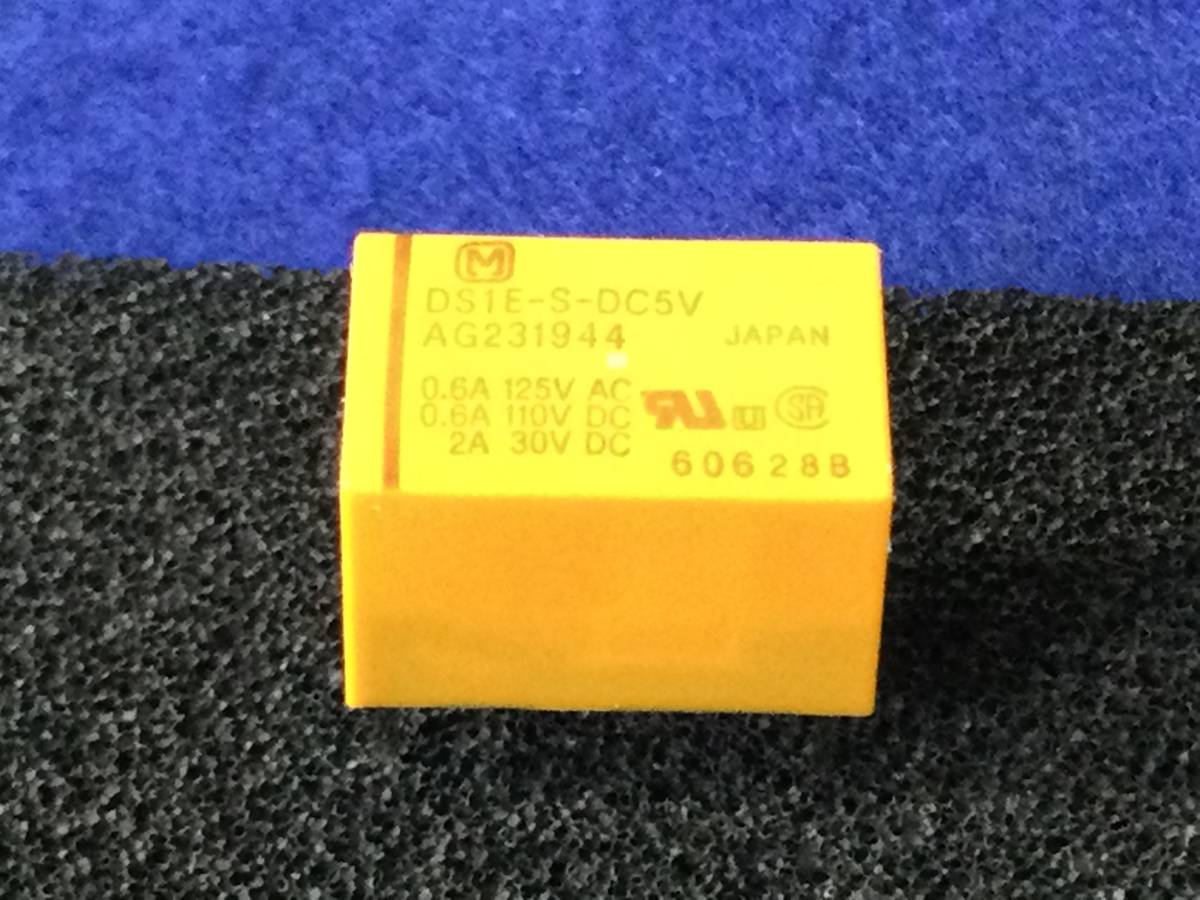 M
DS1E-S-DC5V
AG231944 JAPAN
0.6A 125V AC
0.6A 110V DC
2A 30V DC
60628B